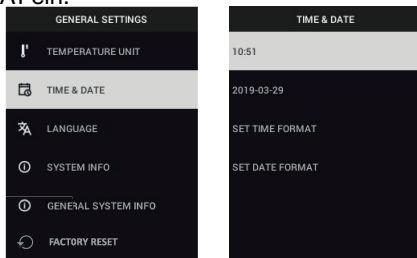 GENERAL SETTINGS
TEMPERATURE UNIT
TIME & DATE
LANGUAGE
SYSTEM INFO
GENERAL SYSTEM INFO
FACTORY RESET
TIME & DATE
10:51
2019-03-29
SET TIME FORMAT
SET DATE FORMAT